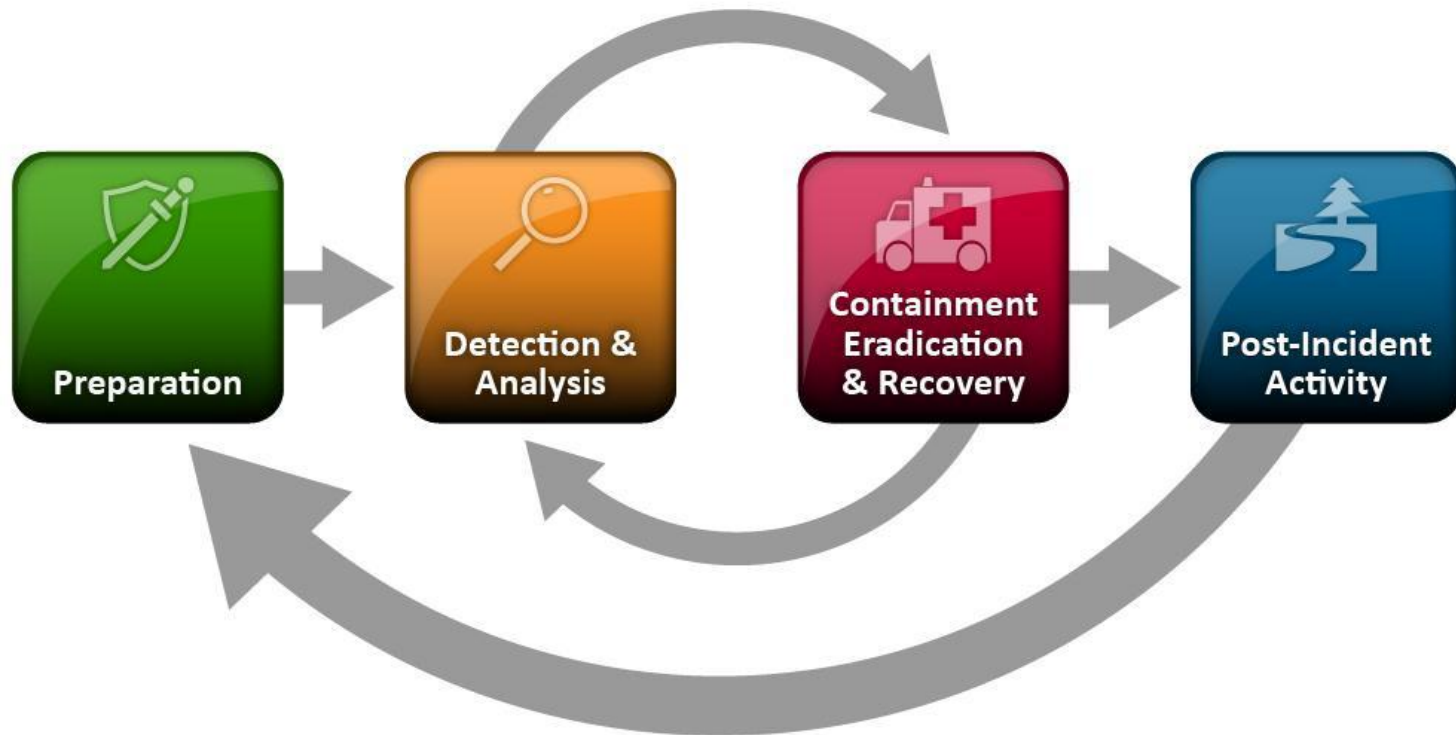 Preparation
Detection &
Analysis
Containment
Eradication
& Recovery
Post-Incident
Activity